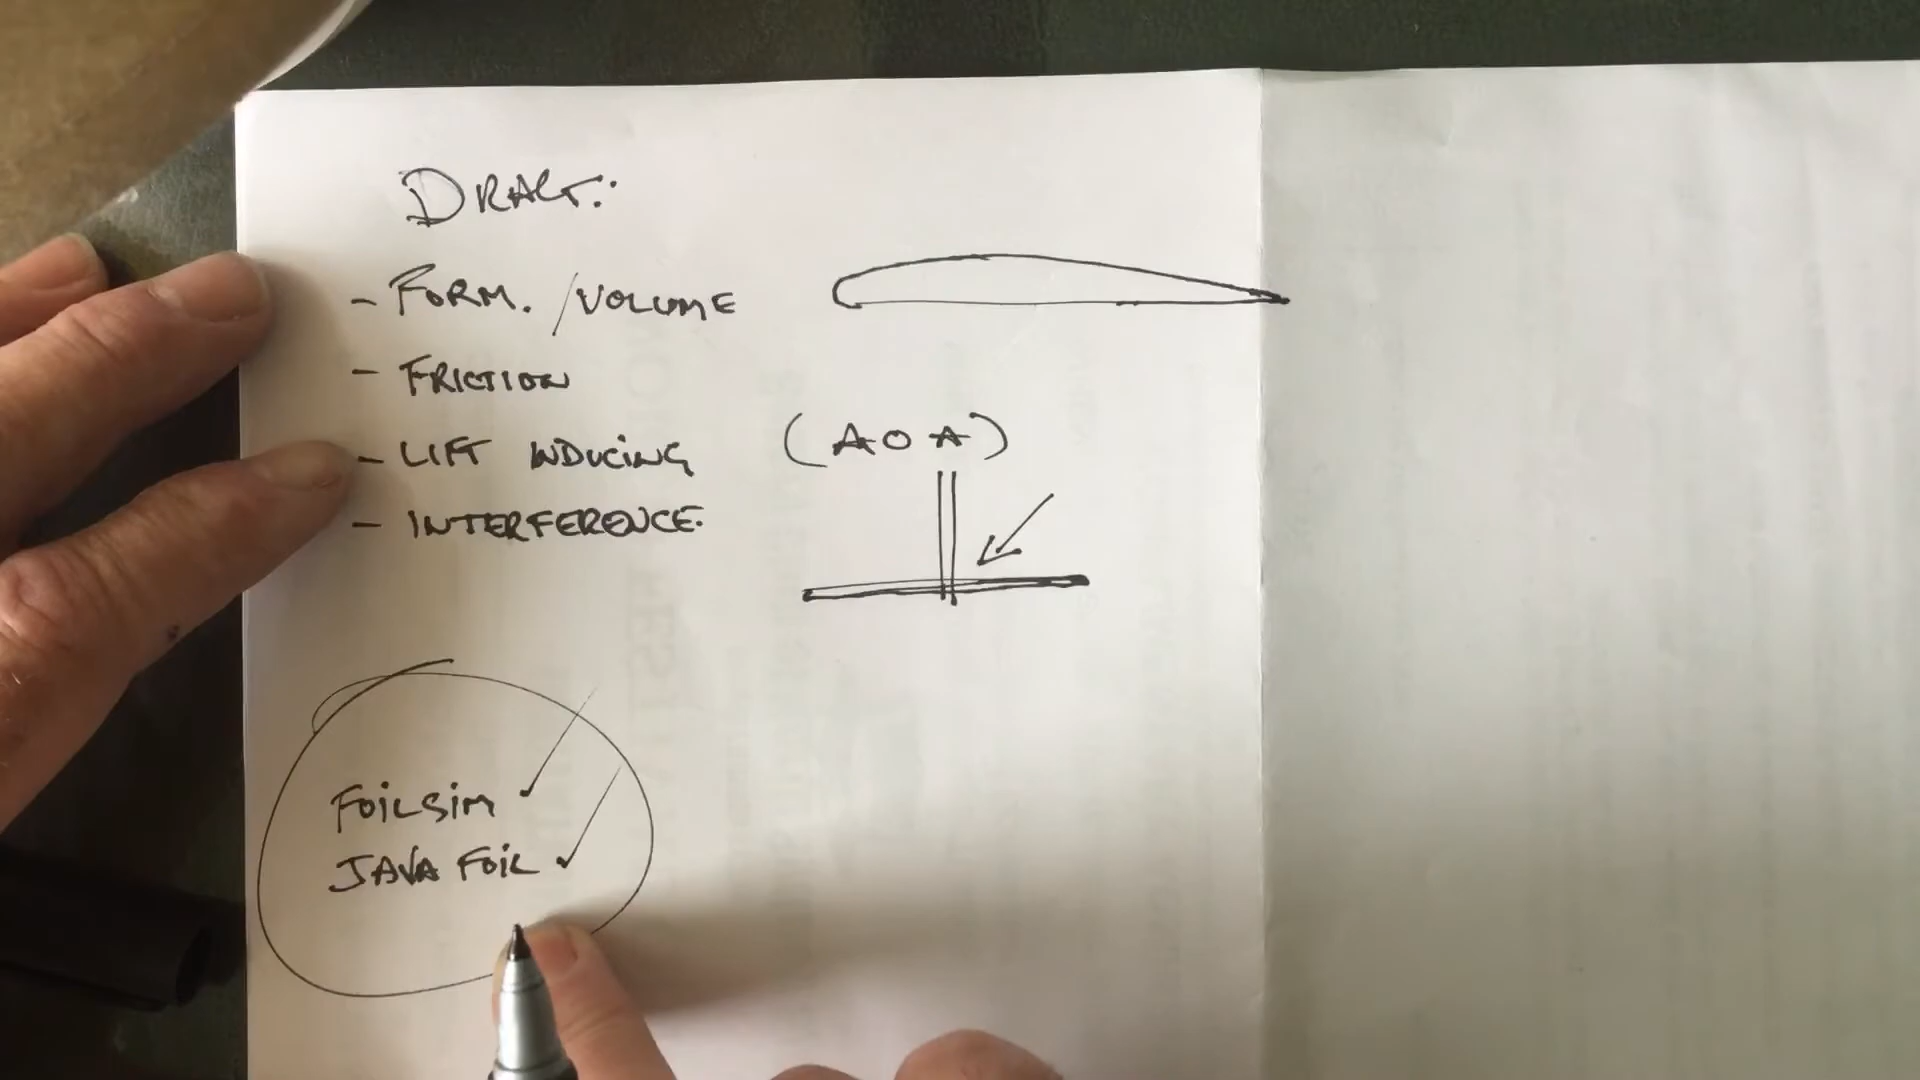 DRAG:
- FORM. / VOLUME
- FRICTION
- LIFT INDUCING (AOA)
- INTERFERENCE.
FOILSIM ✓
JAVA FOIL ✓